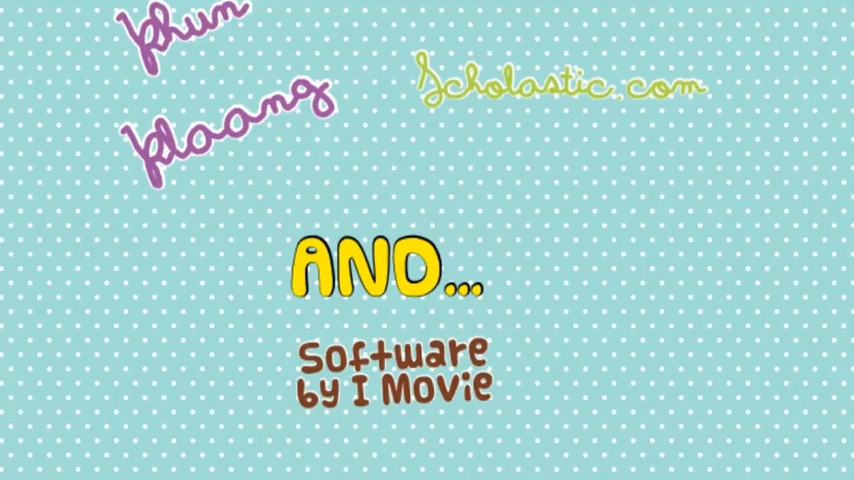 khun
klaang
Scholastic.com
AND...
Software
by I Movie